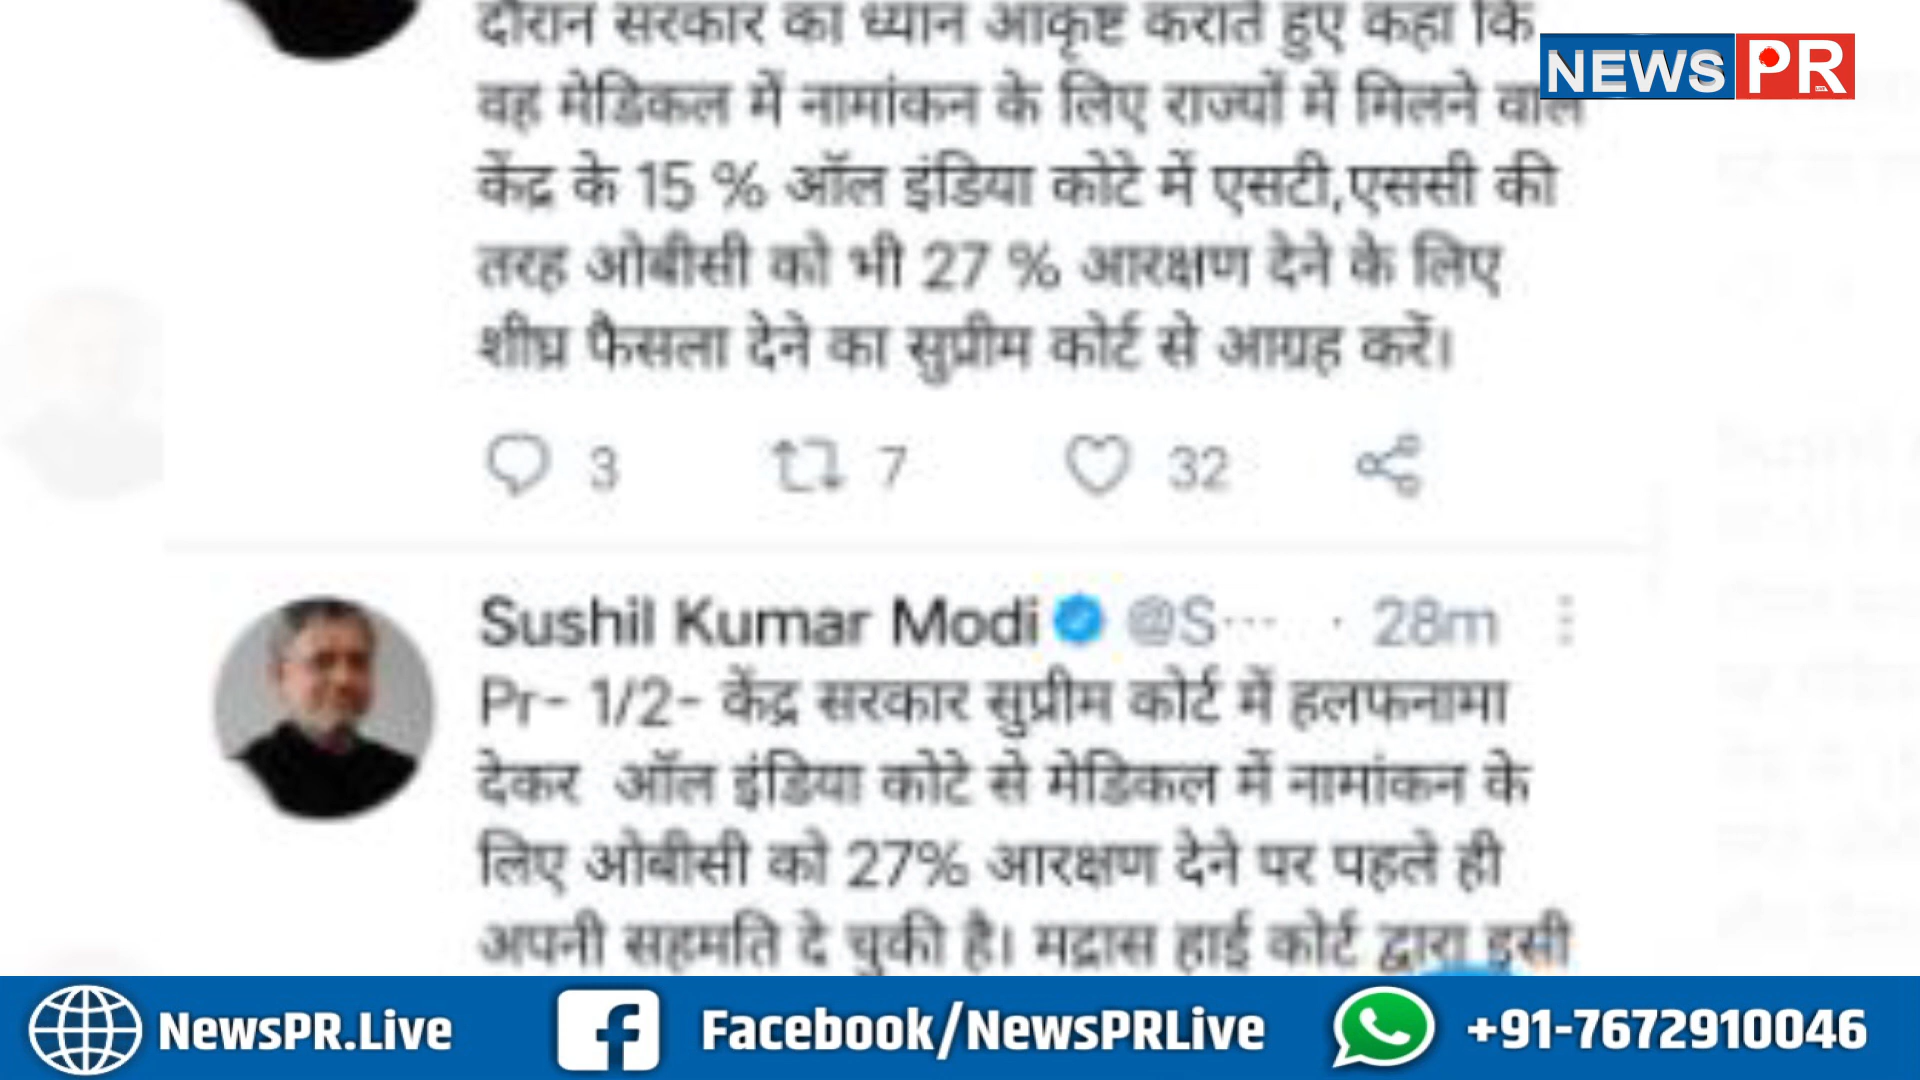 दौरान सरकार का ध्यान आकृष्ट कराते हुए कहा कि
NEWS PR
वह मेडिकल में नामांकन के लिए राज्यों में मिलने वाले
केंद्र के 15 % ऑल इंडिया कोटे में एसटी,एससी की
तरह ओबीसी को भी 27 % आरक्षण देने के लिए
शीघ्र फैसला देने का सुप्रीम कोर्ट से आग्रह करें।
3 7 32
Sushil Kumar Modi @S... · 28m
Pr- 1/2- केंद्र सरकार सुप्रीम कोर्ट में हलफनामा
देकर ऑल इंडिया कोटे से मेडिकल में नामांकन के
लिए ओबीसी को 27% आरक्षण देने पर पहले ही
अपनी सहमति दे चुकी है। मद्रास हाई कोर्ट द्वारा इसी
NewsPR.Live Facebook/NewsPRLive +91-7672910046